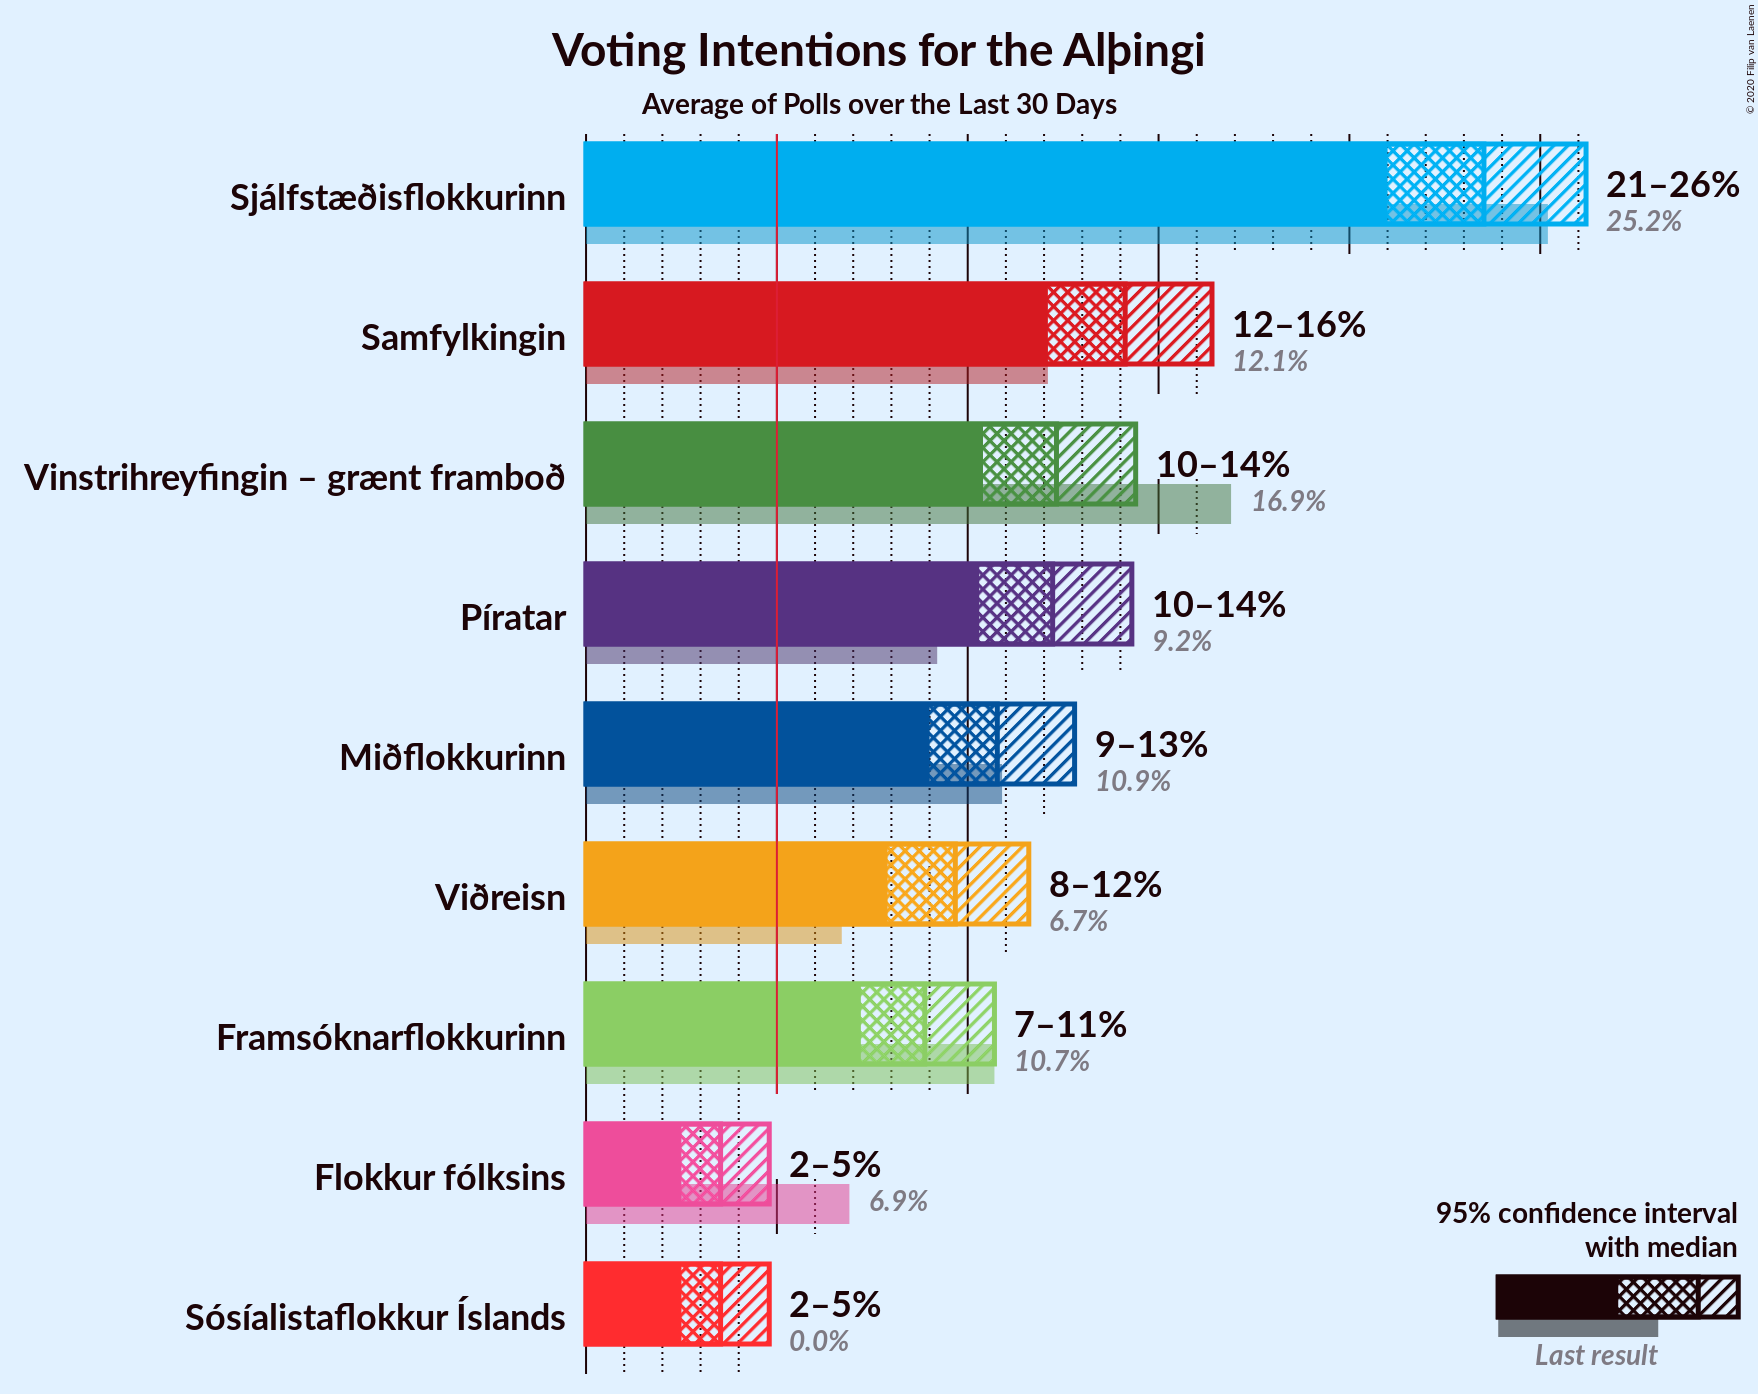 © 2020 Filip van Laenen
Voting Intentions for the Alþingi
Average of Polls over the Last 30 Days
Sjálfstæðisflokkurinn
21–26%
25.2%
Samfylkingin
12–16%
12.1%
Vinstrihreyfingin – grænt framboð
10–14%
16.9%
Píratar
10–14%
9.2%
Miðflokkurinn
9–13%
10.9%
Viðreisn
8–12%
6.7%
Framsóknarflokkurinn
7–11%
10.7%
Flokkur fólksins
2–5%
6.9%
Sósíalistaflokkur Íslands
2–5%
0.0%
95% confidence interval
with median
Last result